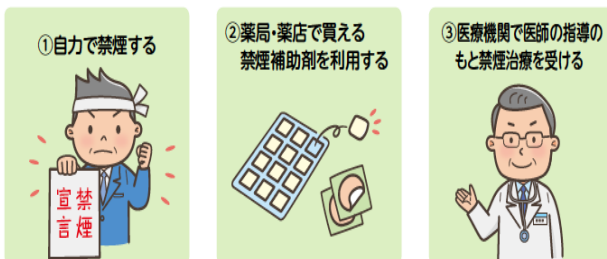 ①自力で禁煙する
禁煙
宣言
②薬局・薬店で買える
禁煙補助剤を利用する
③医療機関で医師の指導の
もと禁煙治療を受ける